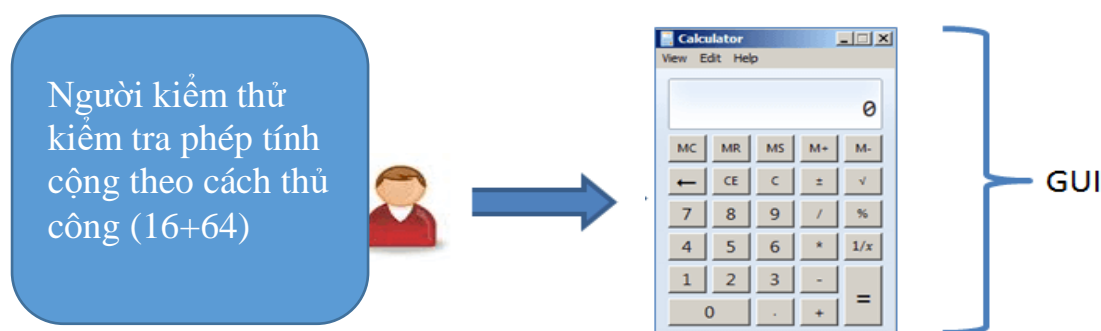 Người kiểm thử
kiểm tra phép tính
cộng theo cách thủ
công (16+64)
Calculator
View Edit Help
0
MC MR MS M+ M-
← CE C ± √
7 8 9 / %
4 5 6 * 1/x
1 2 3 -
0 . + =
GUI